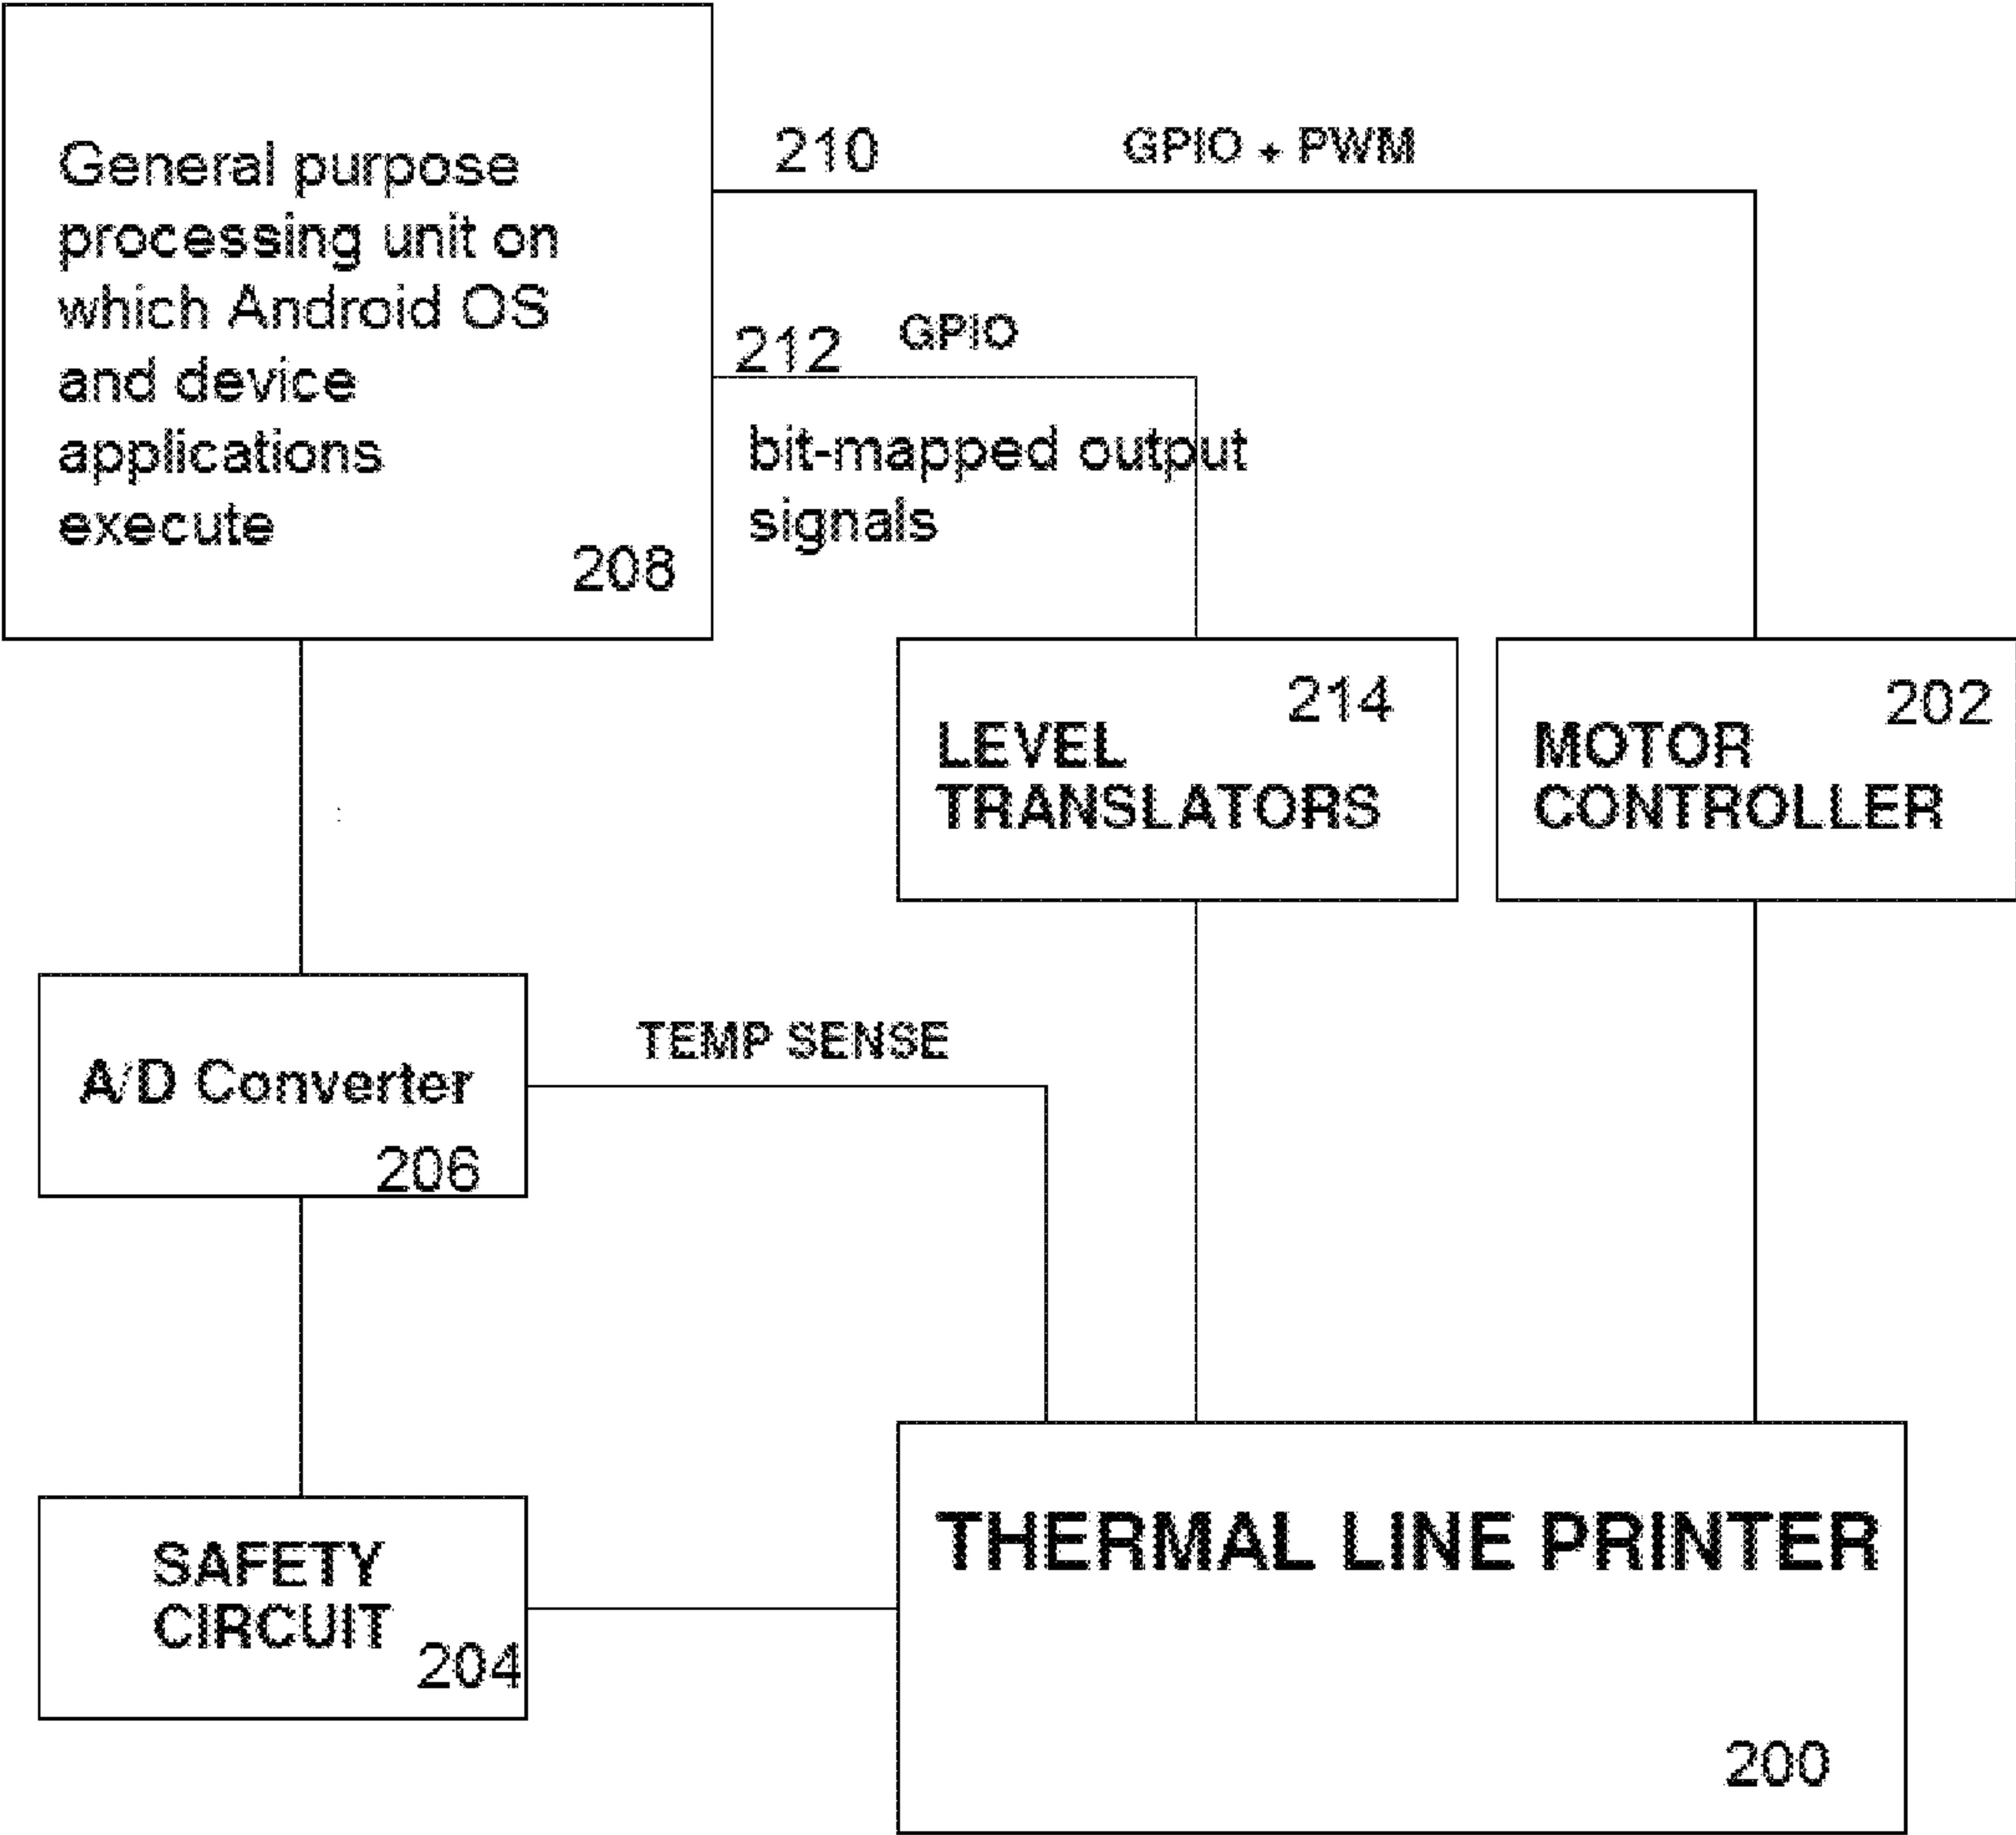 General purpose
processing unit on
which Android OS
and device
applications
execute
208
210
GPIO + PWM
212
GPIO
bit-mapped output
signals
214
LEVEL
TRANSLATORS
202
MOTOR
CONTROLLER
A/D Converter
206
TEMP SENSE
SAFETY
CIRCUIT
204
THERMAL LINE PRINTER
200